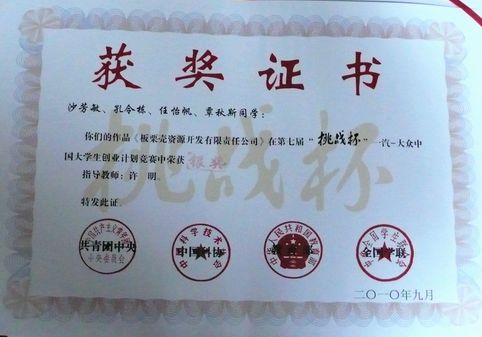 获奖证书
沙芳敏、孔令栋、任怡帆、覃秋斯同学：
你们的作品《板栗壳资源开发有限责任公司》在第七届“挑战杯”一汽-大众中
国大学生创业计划竞赛中荣获
银奖
指导教师：许　明。
特发此证。
挑战杯
共青团中央
中国科协
全国学联
二〇一〇年九月